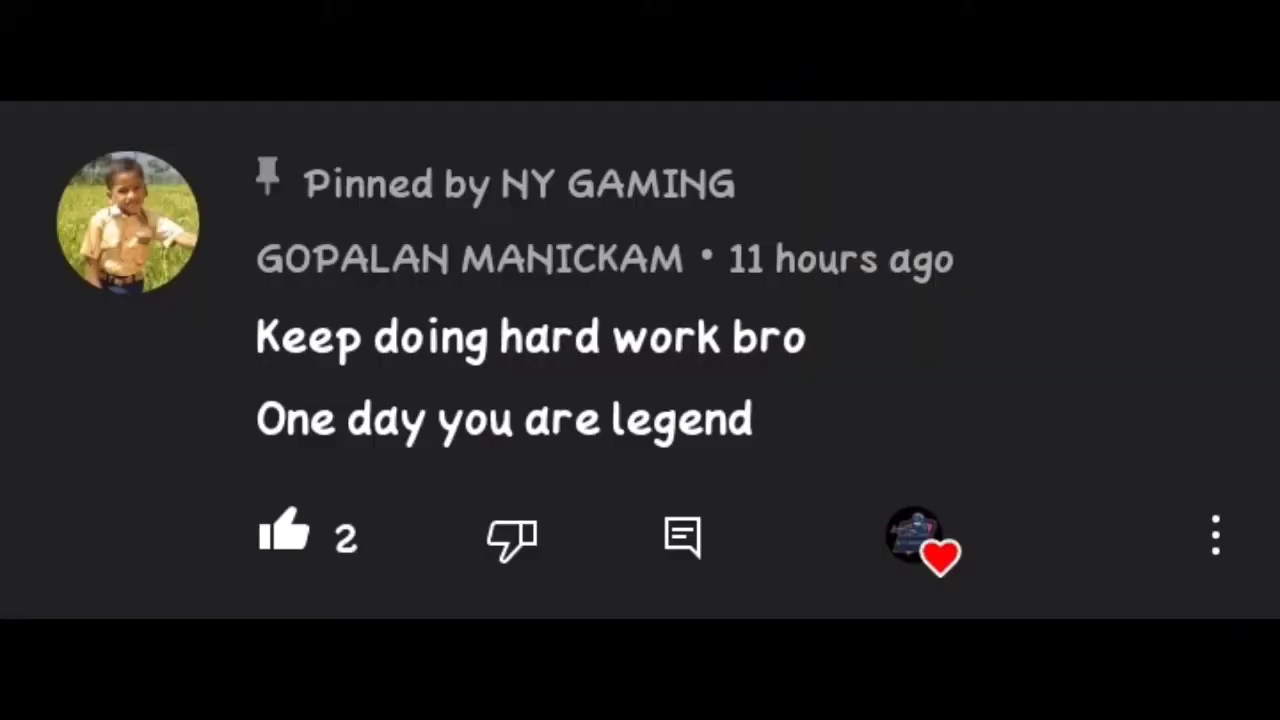 Pinned by NY GAMING
GOPALAN MANICKAM • 11 hours ago
Keep doing hard work bro
One day you are legend
2